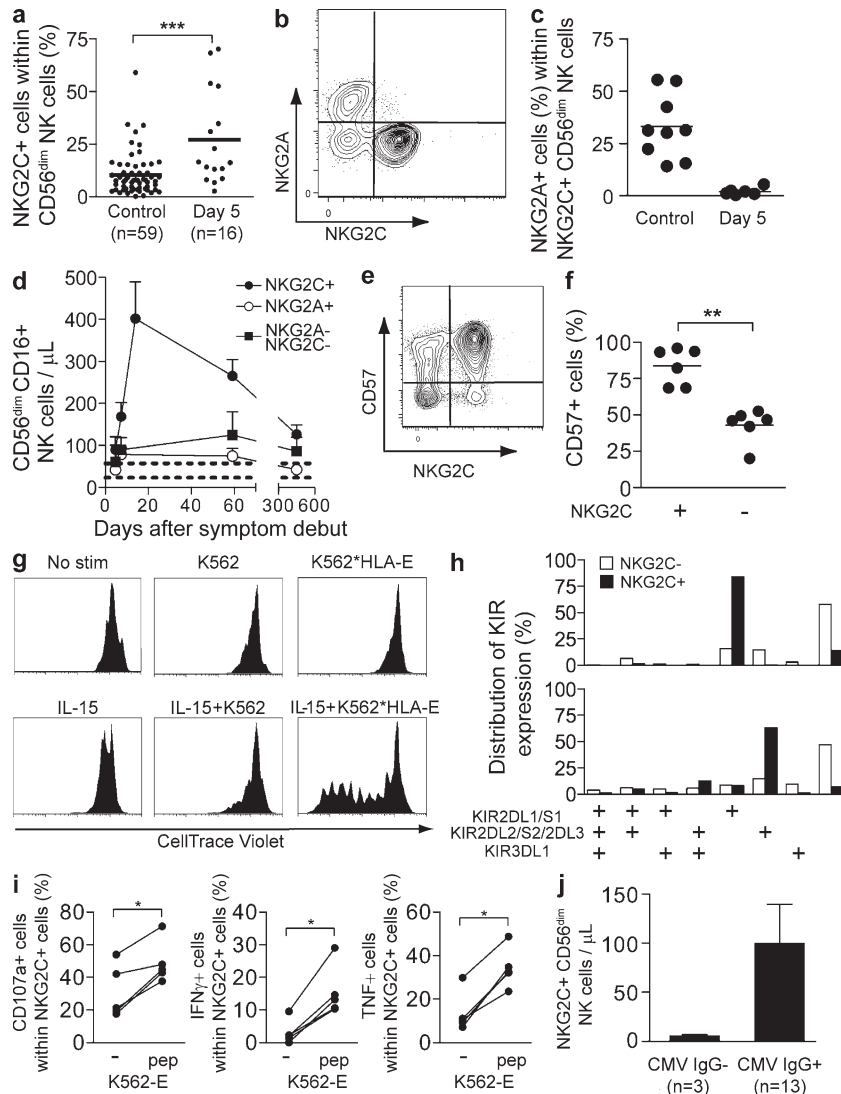 a
NKG2C+ cells within
CD56dim NK cells (%)
75
50
25
0
***
Control
(n=59)
Day 5
(n=16)
b
NKG2A
0
0
NKG2C
c
NKG2A+ cells (%) within
NKG2C+ CD56dim NK cells
75
50
25
0
Control
Day 5
d
CD56dim CD16+
NK cells / μL
500
400
300
200
100
0
NKG2C+
NKG2A+
NKG2A-
NKG2C-
0 20 40 60 300 600
Days after symptom debut
e
CD57
0
0
NKG2C
f
CD57+ cells (%)
100
75
50
25
0
**
NKG2C + -
g
No stim
K562
K562*HLA-E
IL-15
IL-15+K562
IL-15+K562*HLA-E
CellTrace Violet
h
Distribution of KIR
expression (%)
NKG2C-
NKG2C+
100
75
50
25
0
100
75
50
25
0
KIR2DL1/S1 + + + +
KIR2DL2/S2/2DL3 + + + +
KIR3DL1 + + + +
i
CD107a+ cells
within NKG2C+ cells (%)
80
60
40
20
0
*
- pep
K562-E
IFNγ+ cells
within NKG2C+ cells (%)
40
30
20
10
0
*
- pep
K562-E
TNF+ cells
within NKG2C+ cells (%)
60
40
20
0
*
- pep
K562-E
j
NKG2C+ CD56dim
NK cells / μL
150
100
50
0
CMV IgG-
(n=3)
CMV IgG+
(n=13)